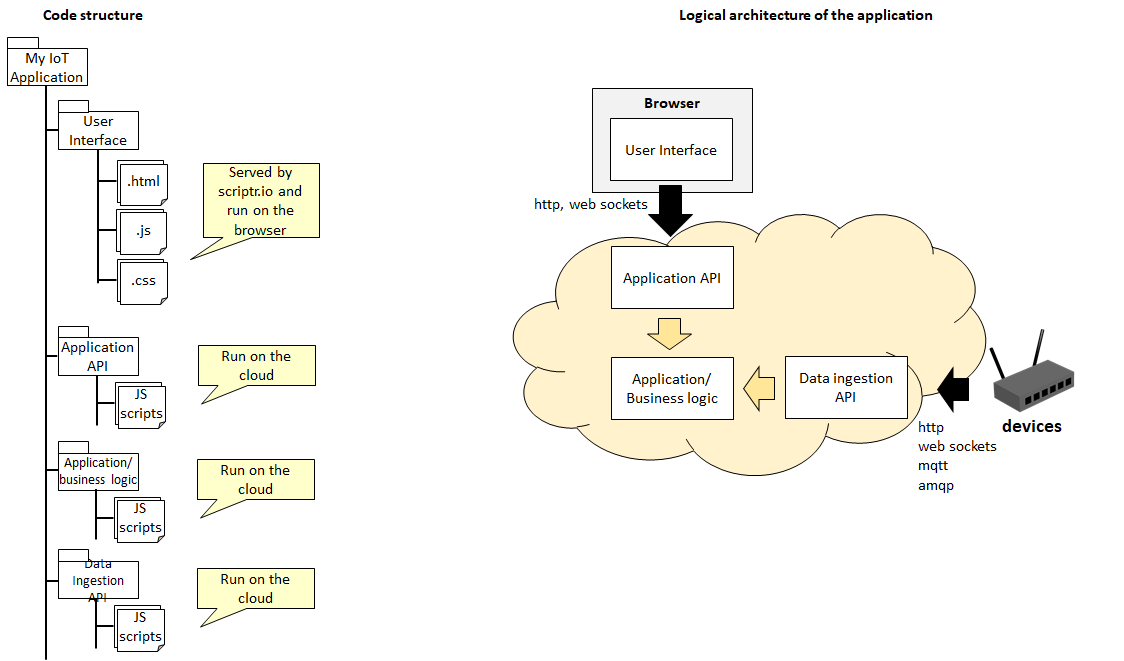 Code structure
My IoT
Application
User
Interface
.html
.js
.css
Served by
scriptr.io and
run on the
browser
Application
API
JS
scripts
Run on the
cloud
Application/
business logic
JS
scripts
Run on the
cloud
Data
Ingestion
API
JS
scripts
Run on the
cloud
Logical architecture of the application
Browser
User Interface
http, web sockets
Application API
Application/
Business logic
Data ingestion
API
devices
http
web sockets
mqtt
amqp